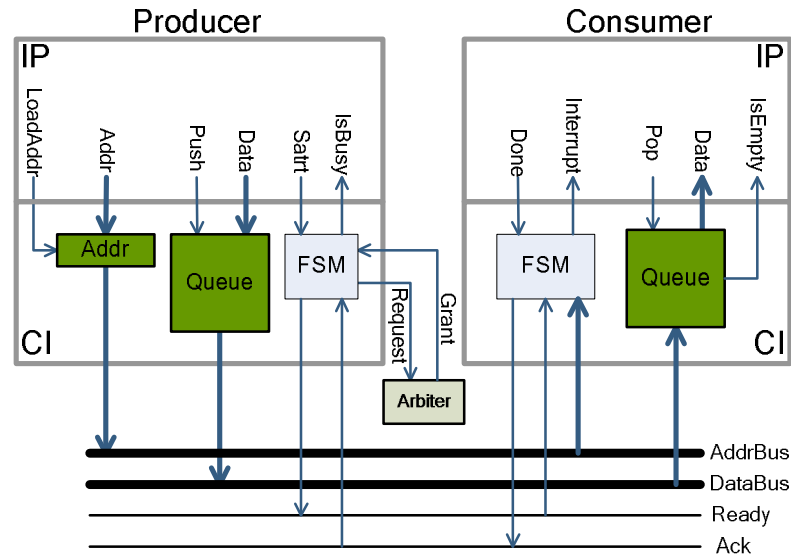 Producer
Consumer
IP
IP
LoadAddr
Addr
Push
Data
Satrt
IsBusy
Done
Interrupt
Pop
Data
IsEmpty
Addr
Queue
FSM
FSM
Queue
Request
Grant
CI
CI
Arbiter
AddrBus
DataBus
Ready
Ack